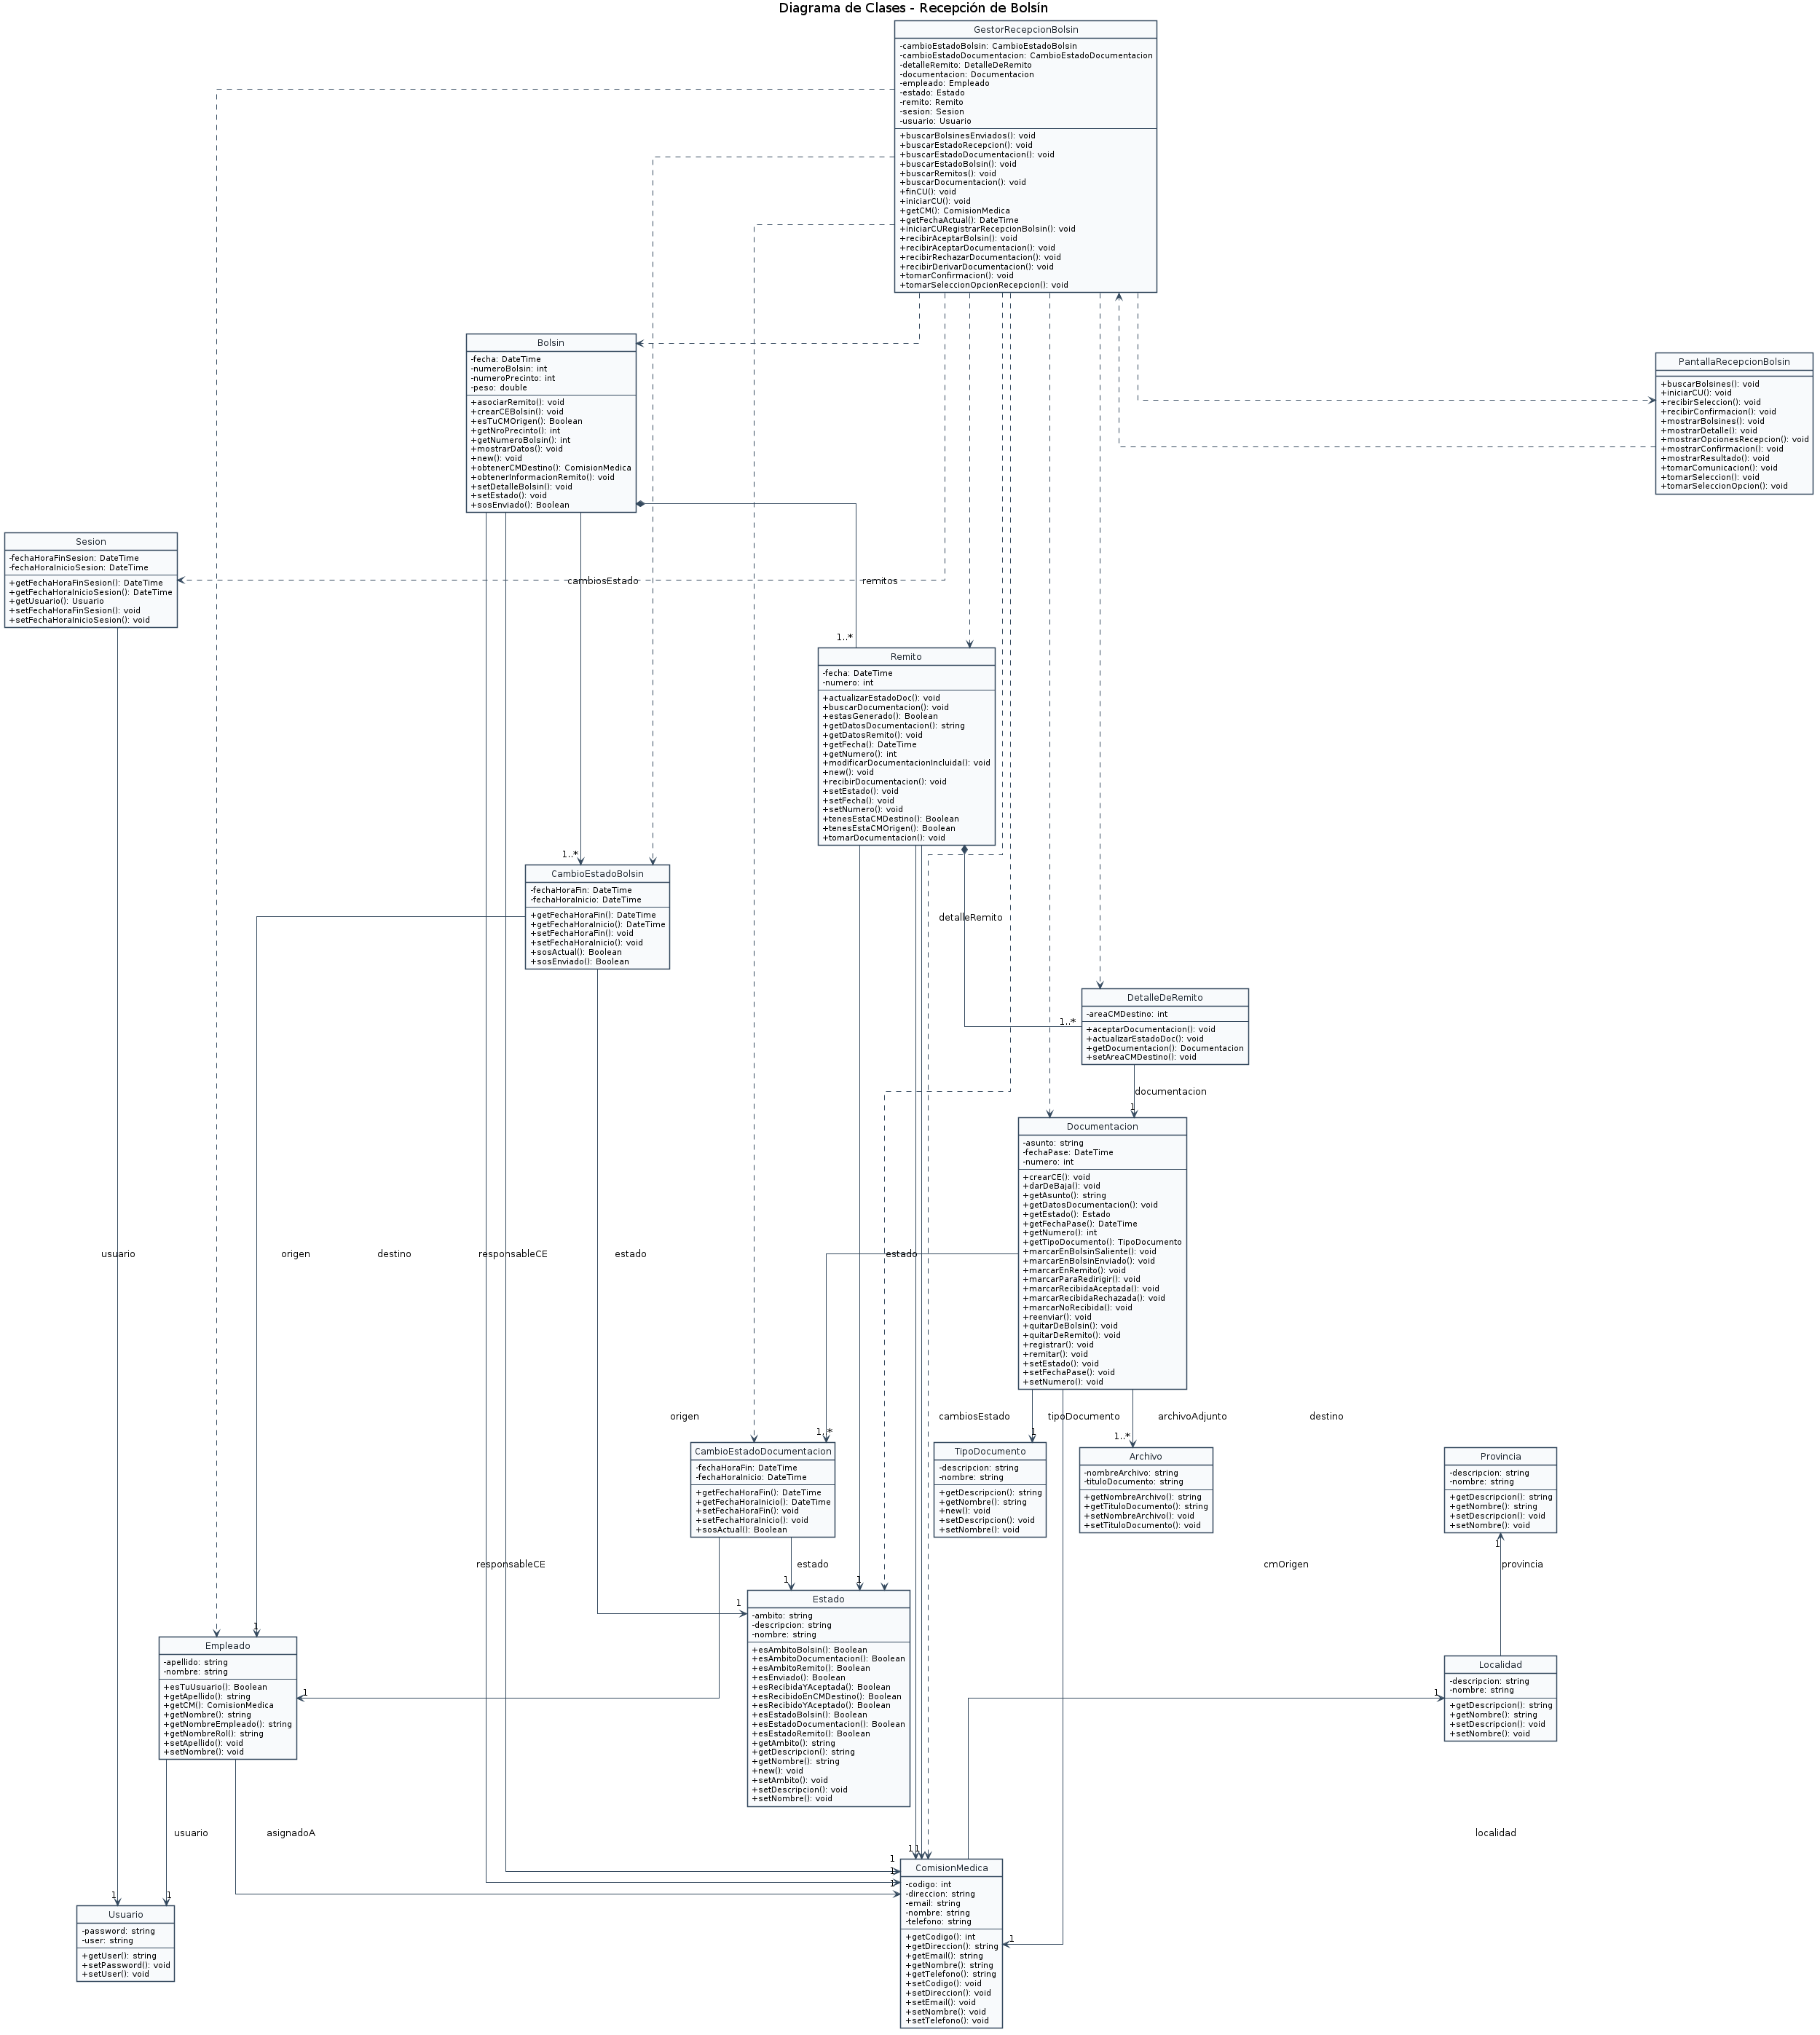 Diagrama de Clases - Recepción de Bolsín
GestorRecepcionBolsin
-cambioEstadoBolsin: CambioEstadoBolsin
-cambioEstadoDocumentacion: CambioEstadoDocumentacion
-detalleRemito: DetalleDeRemito
-documentacion: Documentacion
-empleado: Empleado
-estado: Estado
-remito: Remito
-sesion: Sesion
-usuario: Usuario
+buscarBolsinesEnviados(): void
+buscarEstadoRecepcion(): void
+buscarEstadoDocumentacion(): void
+buscarEstadoBolsin(): void
+buscarRemitos(): void
+buscarDocumentacion(): void
+finCU(): void
+iniciarCU(): void
+getCM(): ComisionMedica
+getFechaActual(): DateTime
+iniciarCURegistrarRecepcionBolsin(): void
+recibirAceptarBolsin(): void
+recibirAceptarDocumentacion(): void
+recibirRechazarDocumentacion(): void
+recibirDerivarDocumentacion(): void
+tomarConfirmacion(): void
+tomarSeleccionOpcionRecepcion(): void
Bolsin
-fecha: DateTime
-numeroBolsin: int
-numeroPrecinto: int
-peso: double
+asociarRemito(): void
+crearCEBolsin(): void
+esTuCMOrigen(): Boolean
+getNroPrecinto(): int
+getNumeroBolsin(): int
+mostrarDatos(): void
+new(): void
+obtenerCMDestino(): ComisionMedica
+obtenerInformacionRemito(): void
+setDetalleBolsin(): void
+setEstado(): void
+sosEnviado(): Boolean
PantallaRecepcionBolsin
+buscarBolsines(): void
+iniciarCU(): void
+recibirSeleccion(): void
+recibirConfirmacion(): void
+mostrarBolsines(): void
+mostrarDetalle(): void
+mostrarOpcionesRecepcion(): void
+mostrarConfirmacion(): void
+mostrarResultado(): void
+tomarComunicacion(): void
+tomarSeleccion(): void
+tomarSeleccionOpcion(): void
Sesion
-fechaHoraFinSesion: DateTime
-fechaHoraInicioSesion: DateTime
+getFechaHoraFinSesion(): DateTime
+getFechaHoraInicioSesion(): DateTime
+getUsuario(): Usuario
+setFechaHoraFinSesion(): void
+setFechaHoraInicioSesion(): void
cambiosEstado
remitos
1..*
Remito
-fecha: DateTime
-numero: int
+actualizarEstadoDoc(): void
+buscarDocumentacion(): void
+estasGenerado(): Boolean
+getDatosDocumentacion(): string
+getDatosRemito(): void
+getFecha(): DateTime
+getNumero(): int
+modificarDocumentacionIncluida(): void
+new(): void
+recibirDocumentacion(): void
+setEstado(): void
+setFecha(): void
+setNumero(): void
+tenesEstaCMDestino(): Boolean
+tenesEstaCMOrigen(): Boolean
+tomarDocumentacion(): void
1..*
CambioEstadoBolsin
-fechaHoraFin: DateTime
-fechaHoraInicio: DateTime
+getFechaHoraFin(): DateTime
+getFechaHoraInicio(): DateTime
+setFechaHoraFin(): void
+setFechaHoraInicio(): void
+sosActual(): Boolean
+sosEnviado(): Boolean
detalleRemito
1..*
DetalleDeRemito
-areaCMDestino: int
+aceptarDocumentacion(): void
+actualizarEstadoDoc(): void
+getDocumentacion(): Documentacion
+setAreaCMDestino(): void
documentacion
1
Documentacion
-asunto: string
-fechaPase: DateTime
-numero: int
+crearCE(): void
+darDeBaja(): void
+getAsunto(): string
+getDatosDocumentacion(): void
+getEstado(): Estado
+getFechaPase(): DateTime
+getNumero(): int
+getTipoDocumento(): TipoDocumento
+marcarEnBolsinSaliente(): void
+marcarEnBolsinEnviado(): void
+marcarEnRemito(): void
+marcarParaRedirigir(): void
+marcarRecibidaAceptada(): void
+marcarRecibidaRechazada(): void
+marcarNoRecibida(): void
+reenviar(): void
+quitarDeBolsin(): void
+quitarDeRemito(): void
+registrar(): void
+remitar(): void
+setEstado(): void
+setFechaPase(): void
+setNumero(): void
usuario
origen
destino
responsableCE
estado
estado
origen
cambiosEstado
tipoDocumento
archivoAdjunto
destino
1..*
1
1..*
CambioEstadoDocumentacion
-fechaHoraFin: DateTime
-fechaHoraInicio: DateTime
+getFechaHoraFin(): DateTime
+getFechaHoraInicio(): DateTime
+setFechaHoraFin(): void
+setFechaHoraInicio(): void
+sosActual(): Boolean
TipoDocumento
-descripcion: string
-nombre: string
+getDescripcion(): string
+getNombre(): string
+new(): void
+setDescripcion(): void
+setNombre(): void
Archivo
-nombreArchivo: string
-tituloDocumento: string
+getNombreArchivo(): string
+getTituloDocumento(): string
+setNombreArchivo(): void
+setTituloDocumento(): void
Provincia
-descripcion: string
-nombre: string
+getDescripcion(): string
+getNombre(): string
+setDescripcion(): void
+setNombre(): void
1
responsableCE
estado
cmOrigen
provincia
1
1
1
Estado
-ambito: string
-descripcion: string
-nombre: string
+esAmbitoBolsin(): Boolean
+esAmbitoDocumentacion(): Boolean
+esAmbitoRemito(): Boolean
+esEnviado(): Boolean
+esRecibidaYAceptada(): Boolean
+esRecibidoEnCMDestino(): Boolean
+esRecibidoYAceptado(): Boolean
+esEstadoBolsin(): Boolean
+esEstadoDocumentacion(): Boolean
+esEstadoRemito(): Boolean
+getAmbito(): string
+getDescripcion(): string
+getNombre(): string
+new(): void
+setAmbito(): void
+setDescripcion(): void
+setNombre(): void
1
Empleado
-apellido: string
-nombre: string
+esTuUsuario(): Boolean
+getApellido(): string
+getCM(): ComisionMedica
+getNombre(): string
+getNombreEmpleado(): string
+getNombreRol(): string
+setApellido(): void
+setNombre(): void
1
Localidad
-descripcion: string
-nombre: string
+getDescripcion(): string
+getNombre(): string
+setDescripcion(): void
+setNombre(): void
1
usuario
asignadoA
localidad
1
1
1
1
1
ComisionMedica
-codigo: int
-direccion: string
-email: string
-nombre: string
-telefono: string
+getCodigo(): int
+getDireccion(): string
+getEmail(): string
+getNombre(): string
+getTelefono(): string
+setCodigo(): void
+setDireccion(): void
+setEmail(): void
+setNombre(): void
+setTelefono(): void
1
1
1
Usuario
-password: string
-user: string
+getUser(): string
+setPassword(): void
+setUser(): void